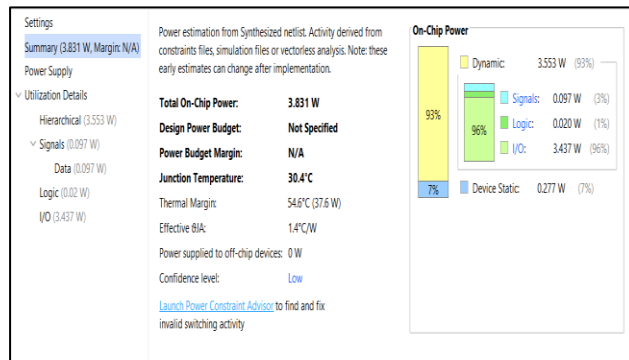 Settings
Summary (3.831 W, Margin: N/A)
Power Supply
Utilization Details
Hierarchical (3.553 W)
Signals (0.097 W)
Data (0.097 W)
Logic (0.02 W)
I/O (3.437 W)
Power estimation from Synthesized netlist. Activity derived from
constraints files, simulation files or vectorless analysis. Note: these
early estimates can change after implementation.
Total On-Chip Power: 3.831 W
Design Power Budget: Not Specified
Power Budget Margin: N/A
Junction Temperature: 30.4°C
Thermal Margin: 54.6°C (37.6 W)
Effective ϑJA: 1.4°C/W
Power supplied to off-chip devices: 0 W
Confidence level: Low
Launch Power Constraint Advisor to find and fix
invalid switching activity
On-Chip Power
93%
7%
Dynamic: 3.553 W (93%)
96%
Signals: 0.097 W (3%)
Logic: 0.020 W (1%)
I/O: 3.437 W (96%)
Device Static: 0.277 W (7%)